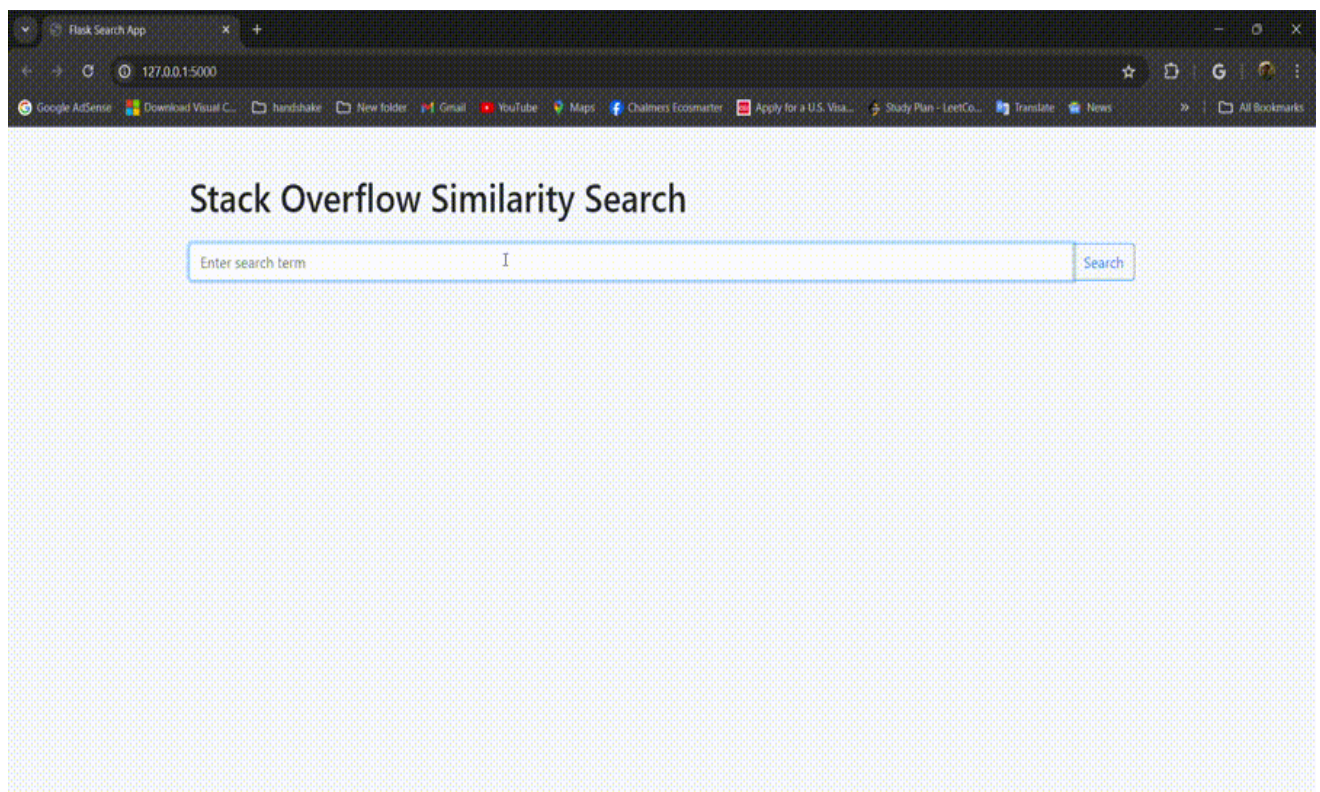 Flask Search App
127.0.0.1:5000
Google AdSense Download Visual C... handshake New folder Gmail YouTube Maps Chalmers Ecosmarter Apply for a U.S. Visa... Study Plan - LeetCo... Translate News » All Bookmarks
Stack Overflow Similarity Search
Enter search term Search